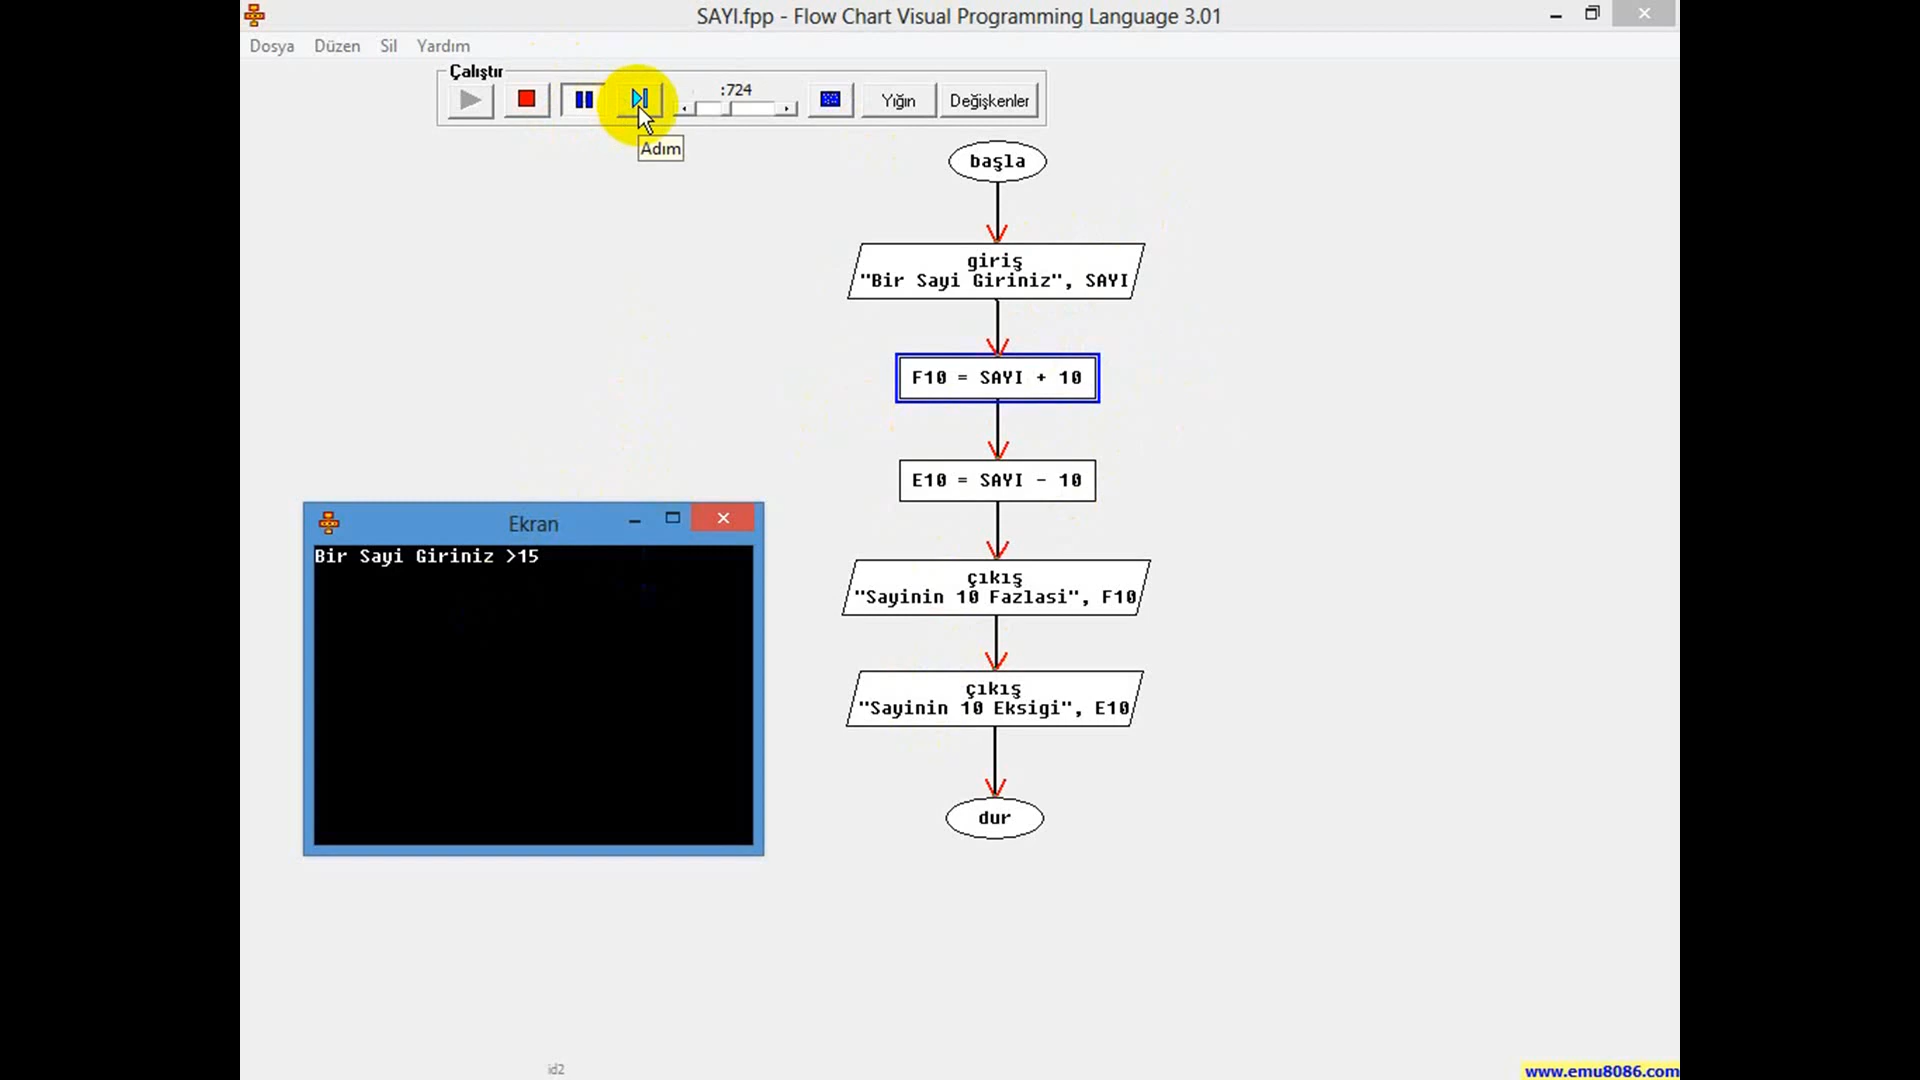 SAYI.fpp - Flow Chart Visual Programming Language 3.01
Dosya Düzen Sil Yardım
Çalıştır
:724
Yığın
Değişkenler
Adım
başla
giriş
"Bir Sayi Giriniz", SAYI
F10 = SAYI + 10
E10 = SAYI - 10
çıkış
"Sayinin 10 Fazlasi", F10
çıkış
"Sayinin 10 Eksigi", E10
dur
Ekran
Bir Sayi Giriniz >15
id2
www.emu8086.com